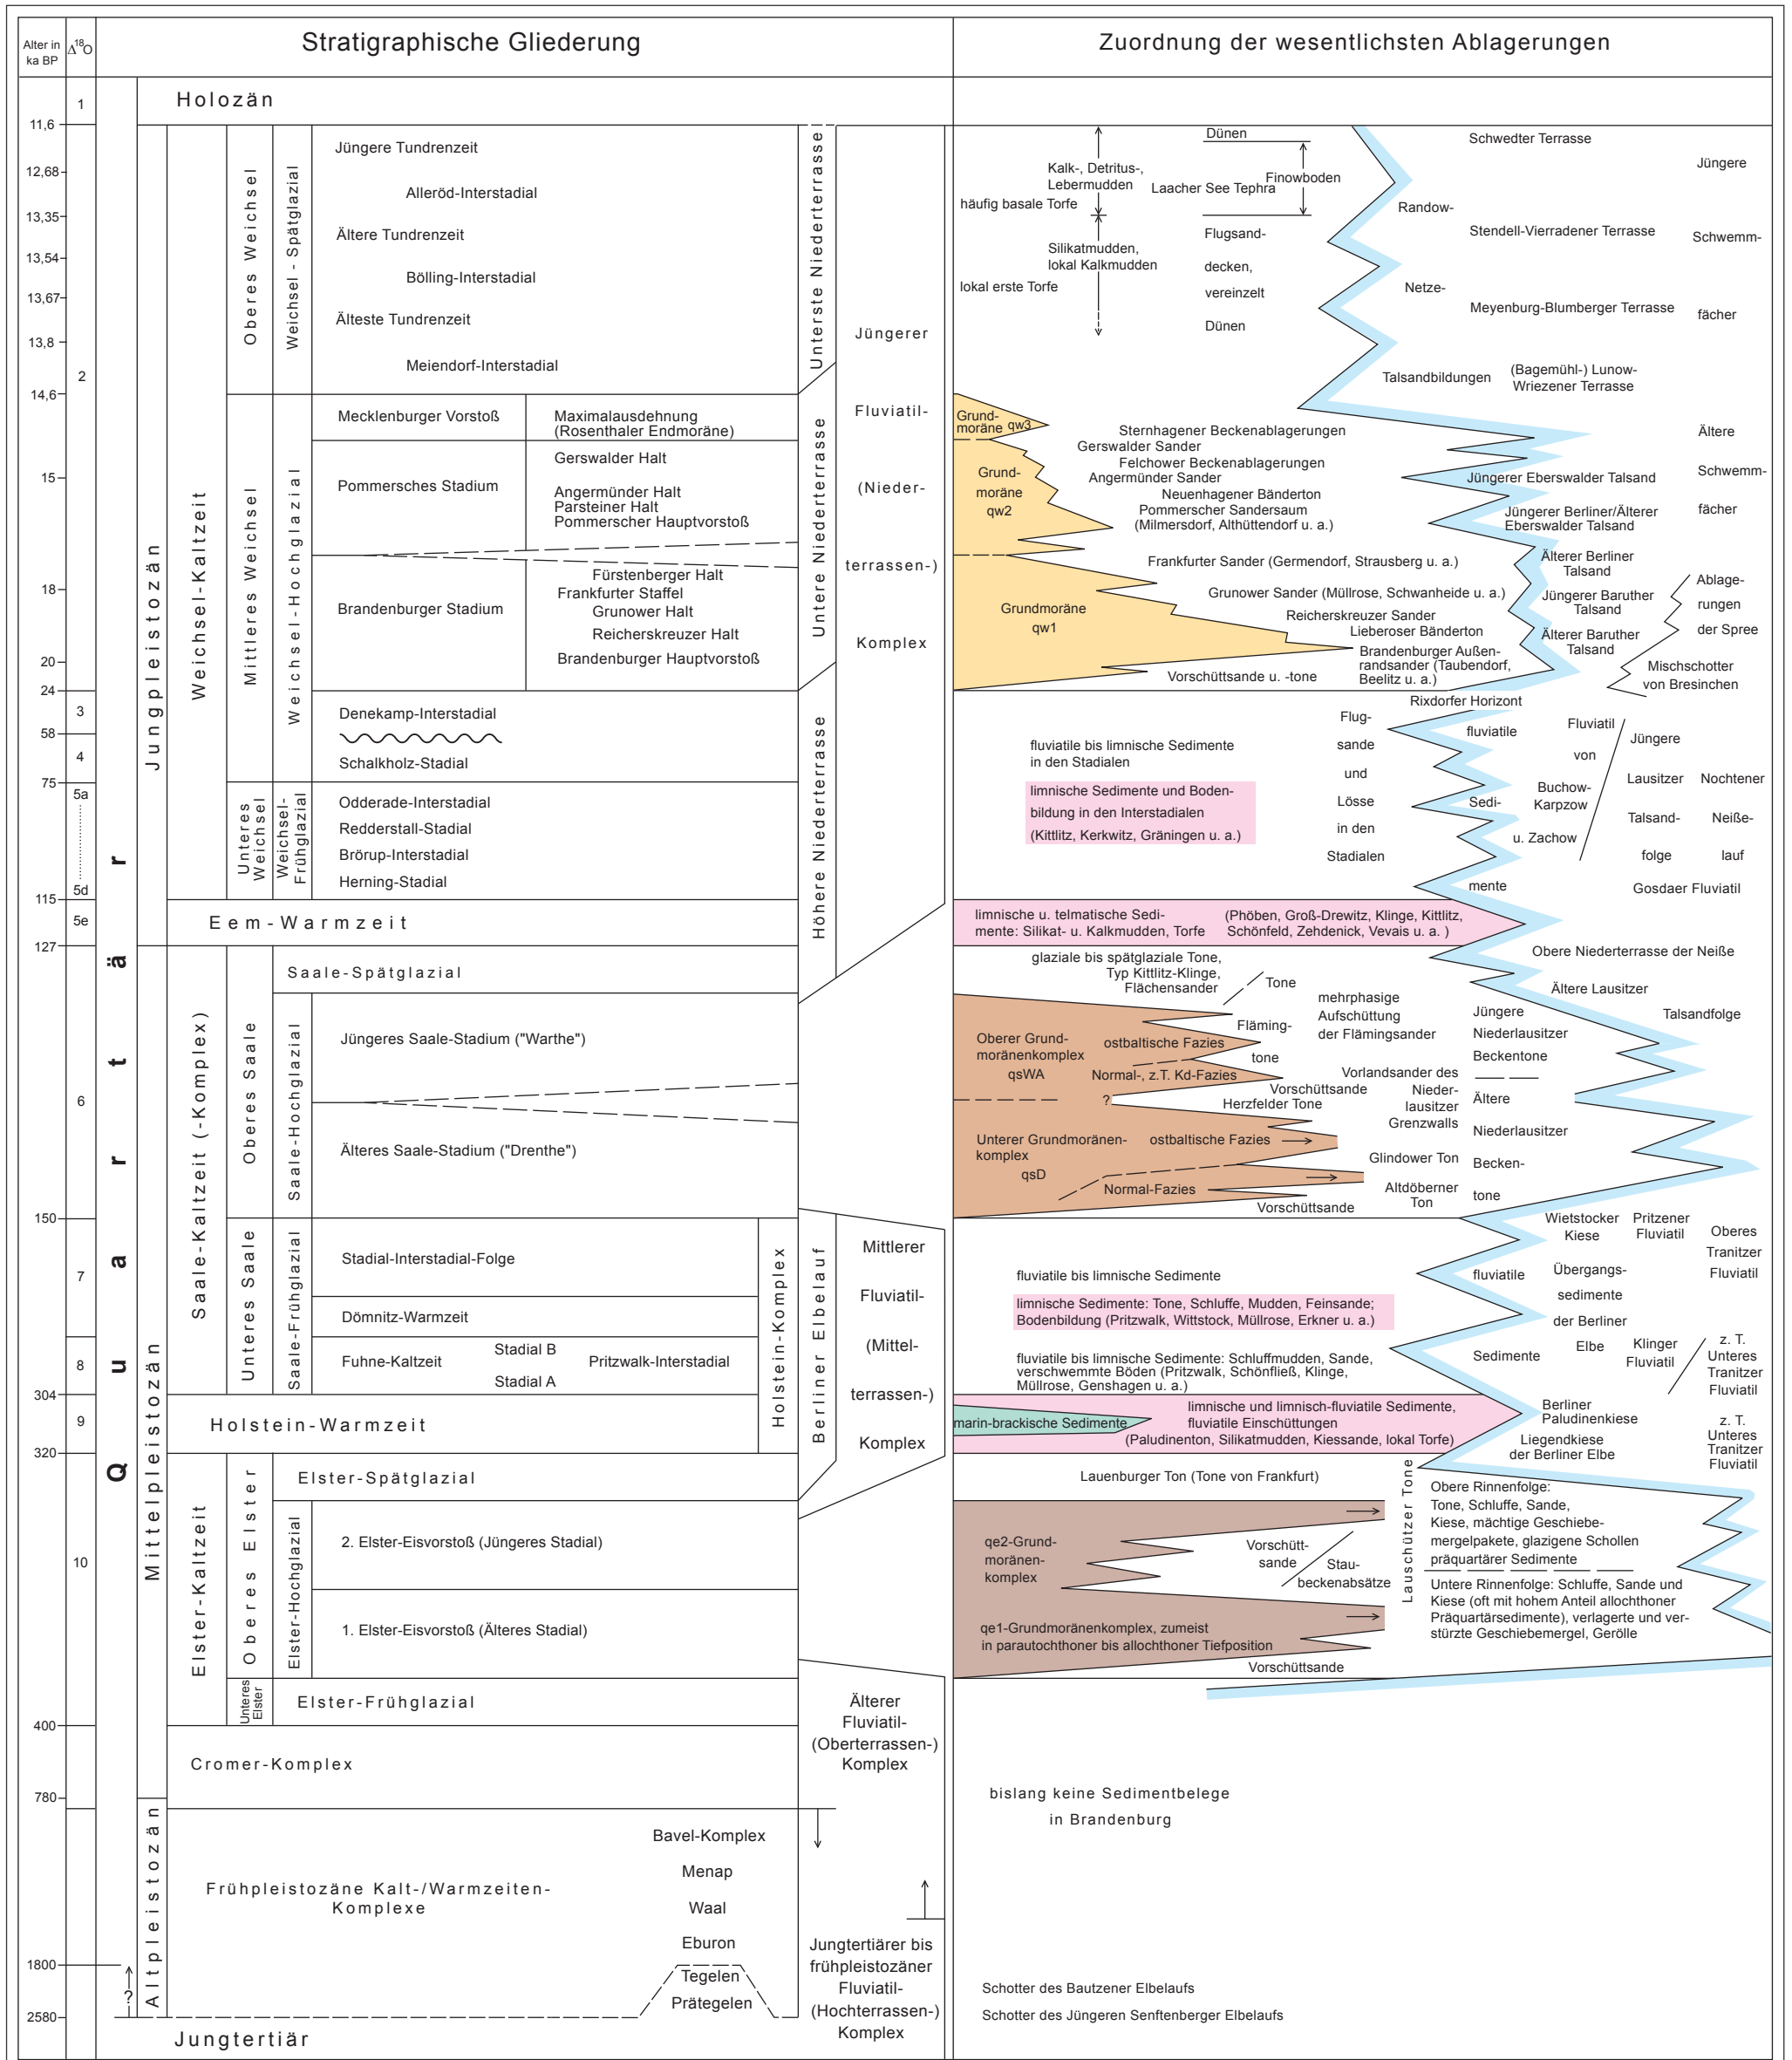 Alter in
ka BP
Δ18O
Stratigraphische Gliederung
Zuordnung der wesentlichsten Ablagerungen
11,6
12,68
13,35
13,54
13,67
13,8
14,6
15
18
20
24
58
75
115
127
150
304
320
400
780
1800
2580
1
2
3
4
5a
5d
5e
6
7
8
9
10
Quartär
?
Jungpleistozän
Mittelpleistozän
Altpleistozän
Holozän
Weichsel-Kaltzeit
Oberes Weichsel
Weichsel - Spätglazial
Jüngere Tundrenzeit
Alleröd-Interstadial
Ältere Tundrenzeit
Bölling-Interstadial
Älteste Tundrenzeit
Meiendorf-Interstadial
Mittleres Weichsel
Weichsel-Hochglazial
Mecklenburger Vorstoß
Maximalausdehnung
(Rosenthaler Endmoräne)
Pommersches Stadium
Gerswalder Halt
Angermünder Halt
Parsteiner Halt
Pommerscher Hauptvorstoß
Brandenburger Stadium
Fürstenberger Halt
Frankfurter Staffel
Grunower Halt
Reicherskreuzer Halt
Brandenburger Hauptvorstoß
Denekamp-Interstadial
Schalkholz-Stadial
Unteres
Weichsel
Weichsel-
Frühglazial
Odderade-Interstadial
Redderstall-Stadial
Brörup-Interstadial
Herning-Stadial
Eem-Warmzeit
Saale-Kaltzeit (-Komplex)
Oberes Saale
Saale-Spätglazial
Saale-Hochglazial
Jüngeres Saale-Stadium ("Warthe")
Älteres Saale-Stadium ("Drenthe")
Unteres Saale
Saale-Frühglazial
Stadial-Interstadial-Folge
Dömnitz-Warmzeit
Fuhne-Kaltzeit
Stadial B
Pritzwalk-Interstadial
Stadial A
Holstein-Komplex
Holstein-Warmzeit
Elster-Kaltzeit
Oberes Elster
Elster-Spätglazial
Elster-Hochglazial
2. Elster-Eisvorstoß (Jüngeres Stadial)
1. Elster-Eisvorstoß (Älteres Stadial)
Unteres
Elster
Elster-Frühglazial
Cromer-Komplex
Frühpleistozäne Kalt-/Warmzeiten-
Komplexe
Bavel-Komplex
Menap
Waal
Eburon
Tegelen
Prätegelen
Jungtertiär
Unterste Niederterrasse
Untere Niederterrasse
Höhere Niederterrasse
Berliner Elbelauf
Jüngerer
Fluviatil-
(Nieder-
terrassen-)
Komplex
Mittlerer
Fluviatil-
(Mittel-
terrassen-)
Komplex
Älterer
Fluviatil-
(Oberterrassen-)
Komplex
Jungtertiärer bis
frühpleistozäner
Fluviatil-
(Hochterrassen-)
Komplex
Kalk-, Detritus-,
Lebermudden
häufig basale Torfe
Silikatmudden,
lokal Kalkmudden
lokal erste Torfe
Dünen
Laacher See Tephra
Finowboden
Flugsand-
decken,
vereinzelt
Dünen
Randow-
Netze-
Talsandbildungen
Schwedter Terrasse
Stendell-Vierradener Terrasse
Meyenburg-Blumberger Terrasse
(Bagemühl-) Lunow-
Wriezener Terrasse
Jüngere
Schwemm-
fächer
Grund-
moräne qw3
Grund-
moräne
qw2
Grundmoräne
qw1
Sternhagener Beckenablagerungen
Gerswalder Sander
Felchower Beckenablagerungen
Angermünder Sander
Neuenhagener Bänderton
Pommerscher Sandersaum
(Milmersdorf, Althüttendorf u. a.)
Frankfurter Sander (Germendorf, Strausberg u. a.)
Grunower Sander (Müllrose, Schwanheide u. a.)
Reicherskreuzer Sander
Lieberoser Bänderton
Brandenburger Außen-
randsander (Taubendorf,
Beelitz u. a.)
Vorschüttsande u. -tone
Jüngerer Eberswalder Talsand
Jüngerer Berliner/Älterer
Eberswalder Talsand
Älterer Berliner
Talsand
Jüngerer Baruther
Talsand
Älterer Baruther
Talsand
Ältere
Schwemm-
fächer
Ablage-
rungen
der Spree
Mischschotter
von Bresinchen
Rixdorfer Horizont
fluviatile bis limnische Sedimente
in den Stadialen
limnische Sedimente und Boden-
bildung in den Interstadialen
(Kittlitz, Kerkwitz, Gräningen u. a.)
Flug-
sande
und
Lösse
in den
Stadialen
fluviatile
Sedi-
mente
Fluviatil
von
Buchow-
Karpzow
u. Zachow
Jüngere
Lausitzer
Talsand-
folge
Nochtener
Neiße-
lauf
Gosdaer Fluviatil
limnische u. telmatische Sedi-
mente: Silikat- u. Kalkmudden, Torfe
(Phöben, Groß-Drewitz, Klinge, Kittlitz,
Schönfeld, Zehdenick, Vevais u. a. )
Obere Niederterrasse der Neiße
glaziale bis spätglaziale Tone,
Typ Kittlitz-Klinge,
Flächensander
Tone
Ältere Lausitzer
Talsandfolge
Oberer Grund-
moränenkomplex
qsWA
ostbaltische Fazies
Normal-, z.T. Kd-Fazies
Fläming-
tone
mehrphasige
Aufschüttung
der Flämingsander
Jüngere
Niederlausitzer
Beckentone
Vorschüttsande
?
Herzfelder Tone
Vorlandsander des
Nieder-
lausitzer
Grenzwalls
Ältere
Niederlausitzer
Becken-
tone
Unterer Grundmoränen-
komplex
qsD
ostbaltische Fazies
Normal-Fazies
Glindower Ton
Altdöberner
Ton
Vorschüttsande
fluviatile bis limnische Sedimente
limnische Sedimente: Tone, Schluffe, Mudden, Feinsande;
Bodenbildung (Pritzwalk, Wittstock, Müllrose, Erkner u. a.)
fluviatile bis limnische Sedimente: Schluffmudden, Sande,
verschwemmte Böden (Pritzwalk, Schönfließ, Klinge,
Müllrose, Genshagen u. a.)
fluviatile
Sedimente
Wietstocker
Kiese
Pritzener
Fluviatil
Oberes
Tranitzer
Fluviatil
Übergangs-
sedimente
der Berliner
Elbe
Klinger
Fluviatil
z. T.
Unteres
Tranitzer
Fluviatil
marin-brackische Sedimente
limnische und limnisch-fluviatile Sedimente,
fluviatile Einschüttungen
(Paludinenton, Silikatmudden, Kiessande, lokal Torfe)
Berliner
Paludinenkiese
Liegendkiese
der Berliner Elbe
z. T.
Unteres
Tranitzer
Fluviatil
Lauenburger Ton (Tone von Frankfurt)
Lauschützer Tone
qe2-Grund-
moränen-
komplex
Vorschütt-
sande
Stau-
beckenabsätze
Obere Rinnenfolge:
Tone, Schluffe, Sande,
Kiese, mächtige Geschiebe-
mergelpakete, glazigene Schollen
präquartärer Sedimente
Untere Rinnenfolge: Schluffe, Sande und
Kiese (oft mit hohem Anteil allochthoner
Präquartärsedimente), verlagerte und ver-
stürzte Geschiebemergel, Gerölle
qe1-Grundmoränenkomplex, zumeist
in parautochthoner bis allochthoner Tiefposition
Vorschüttsande
bislang keine Sedimentbelege
in Brandenburg
Schotter des Bautzener Elbelaufs
Schotter des Jüngeren Senftenberger Elbelaufs